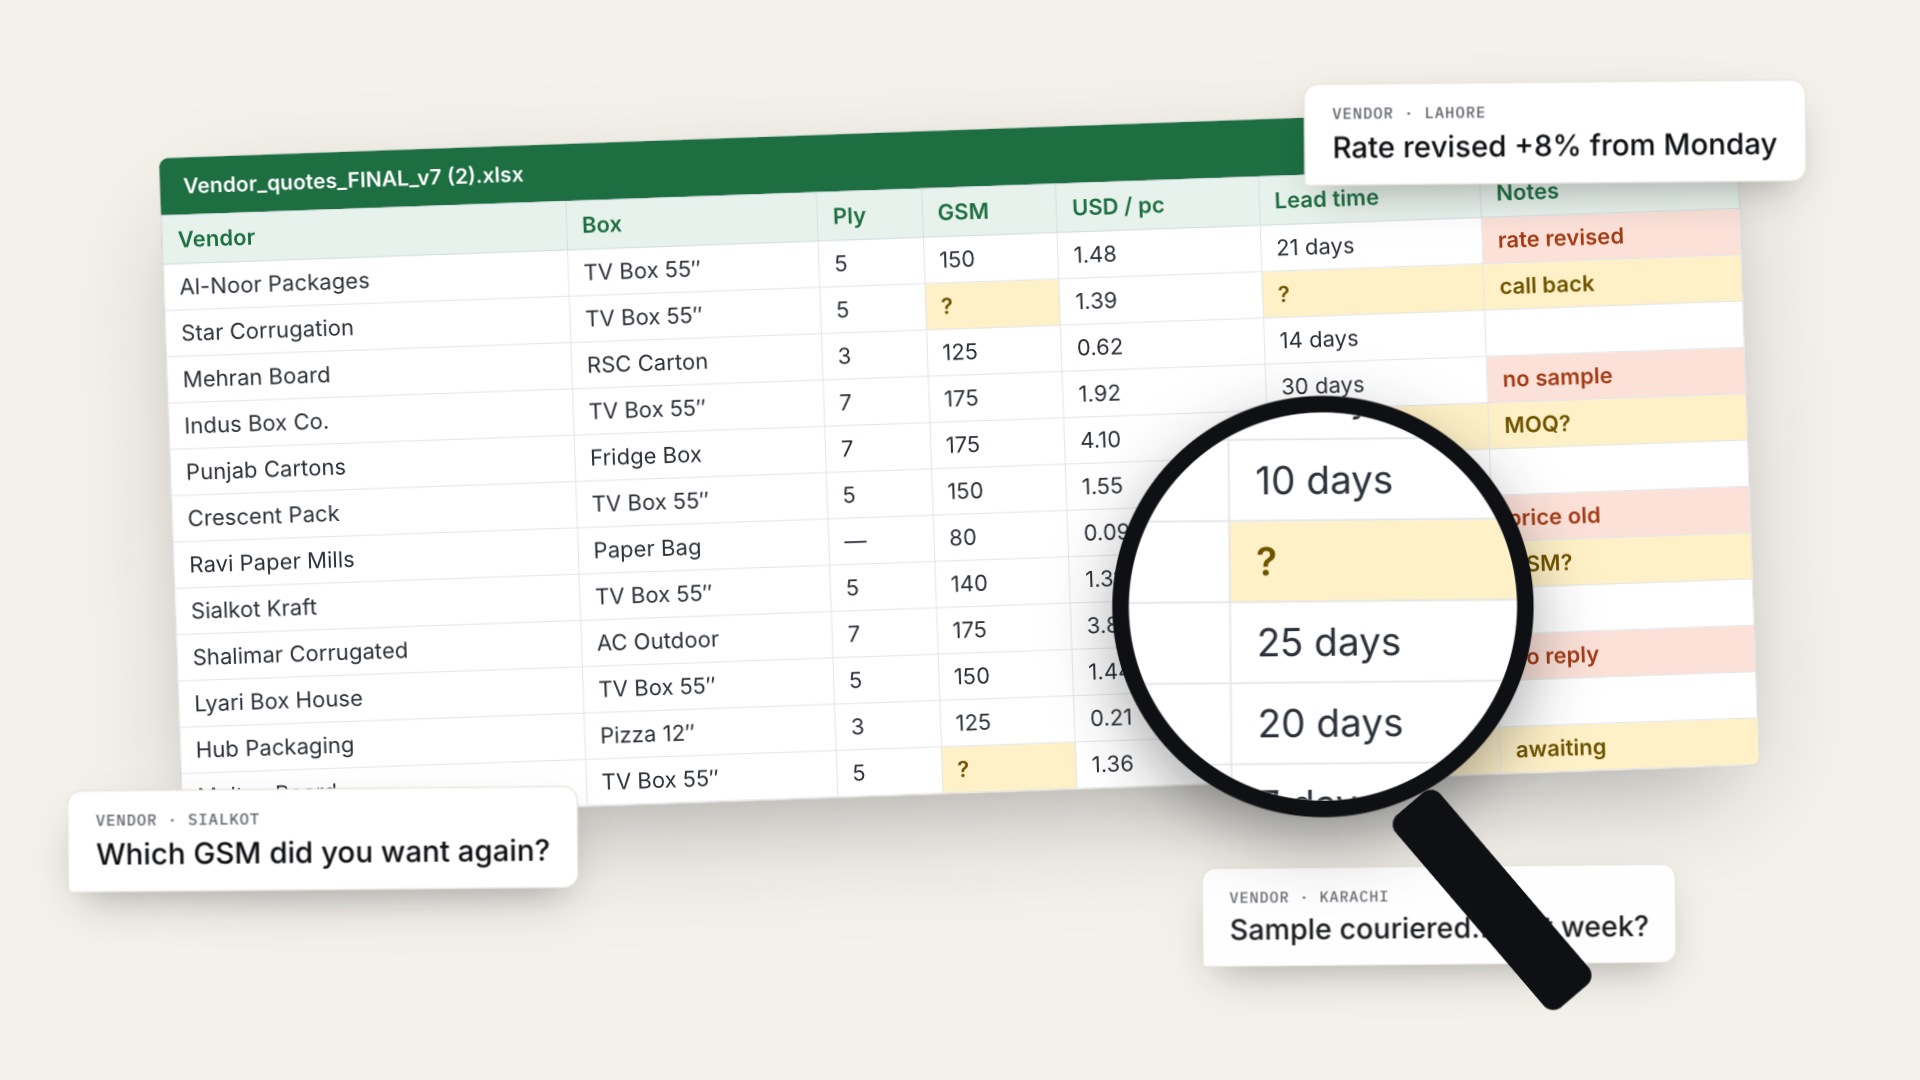 VENDOR · LAHORE
Rate revised +8% from Monday
Vendor_quotes_FINAL_v7 (2).xlsx
Vendor Box Ply GSM USD / pc Lead time Notes
Al-Noor Packages TV Box 55" 5 150 1.48 21 days rate revised
Star Corrugation TV Box 55" 5 ? 1.39 ? call back
Mehran Board RSC Carton 3 125 0.62 14 days
Indus Box Co. TV Box 55" 7 175 1.92 30 days no sample
Punjab Cartons Fridge Box 7 175 4.10 MOQ?
Crescent Pack TV Box 55" 5 150 1.55 10 days
Ravi Paper Mills Paper Bag — 80 0.09 ? price old
Sialkot Kraft TV Box 55" 5 140 25 days
Shalimar Corrugated AC Outdoor 7 175 20 days
Lyari Box House TV Box 55" 5 150 1.44 reply
Hub Packaging Pizza 12" 3 125 0.21
TV Box 55" 5 ? 1.36 awaiting
VENDOR · SIALKOT
Which GSM did you want again?
VENDOR · KARACHI
Sample couriered. week?